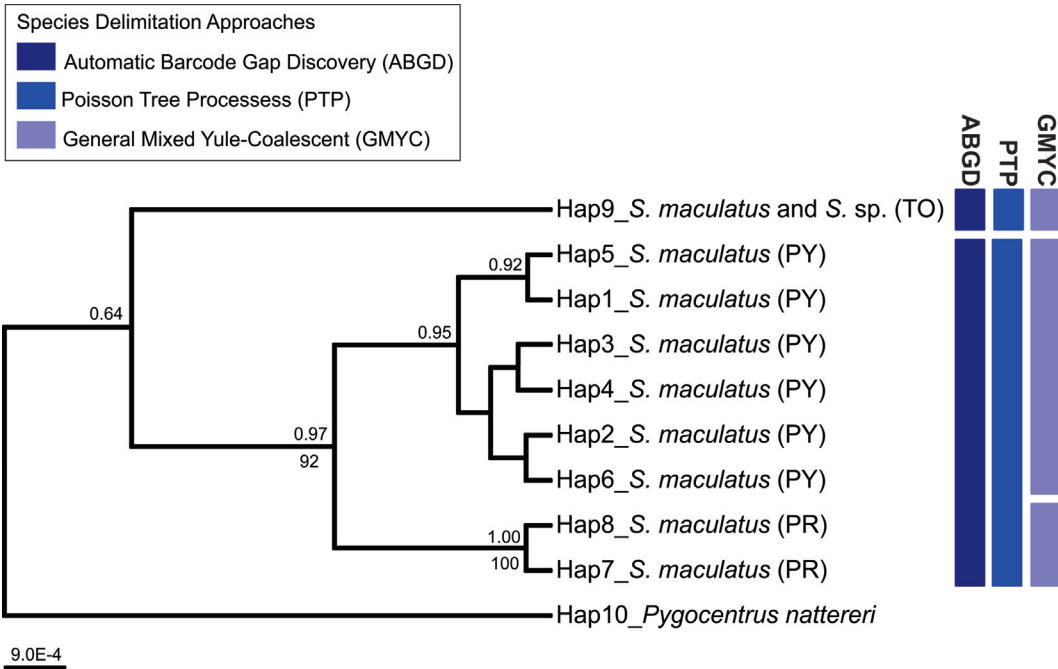 Species Delimitation Approaches
Automatic Barcode Gap Discovery (ABGD)
Poisson Tree Processess (PTP)
General Mixed Yule-Coalescent (GMYC)
ABGD
PTP
GMYC
Hap9_S. maculatus and S. sp. (TO)
0.92
Hap5_S. maculatus (PY)
Hap1_S. maculatus (PY)
0.64
0.95
Hap3_S. maculatus (PY)
Hap4_S. maculatus (PY)
0.97
92
Hap2_S. maculatus (PY)
Hap6_S. maculatus (PY)
1.00
100
Hap8_S. maculatus (PR)
Hap7_S. maculatus (PR)
Hap10_Pygocentrus nattereri
9.0E-4